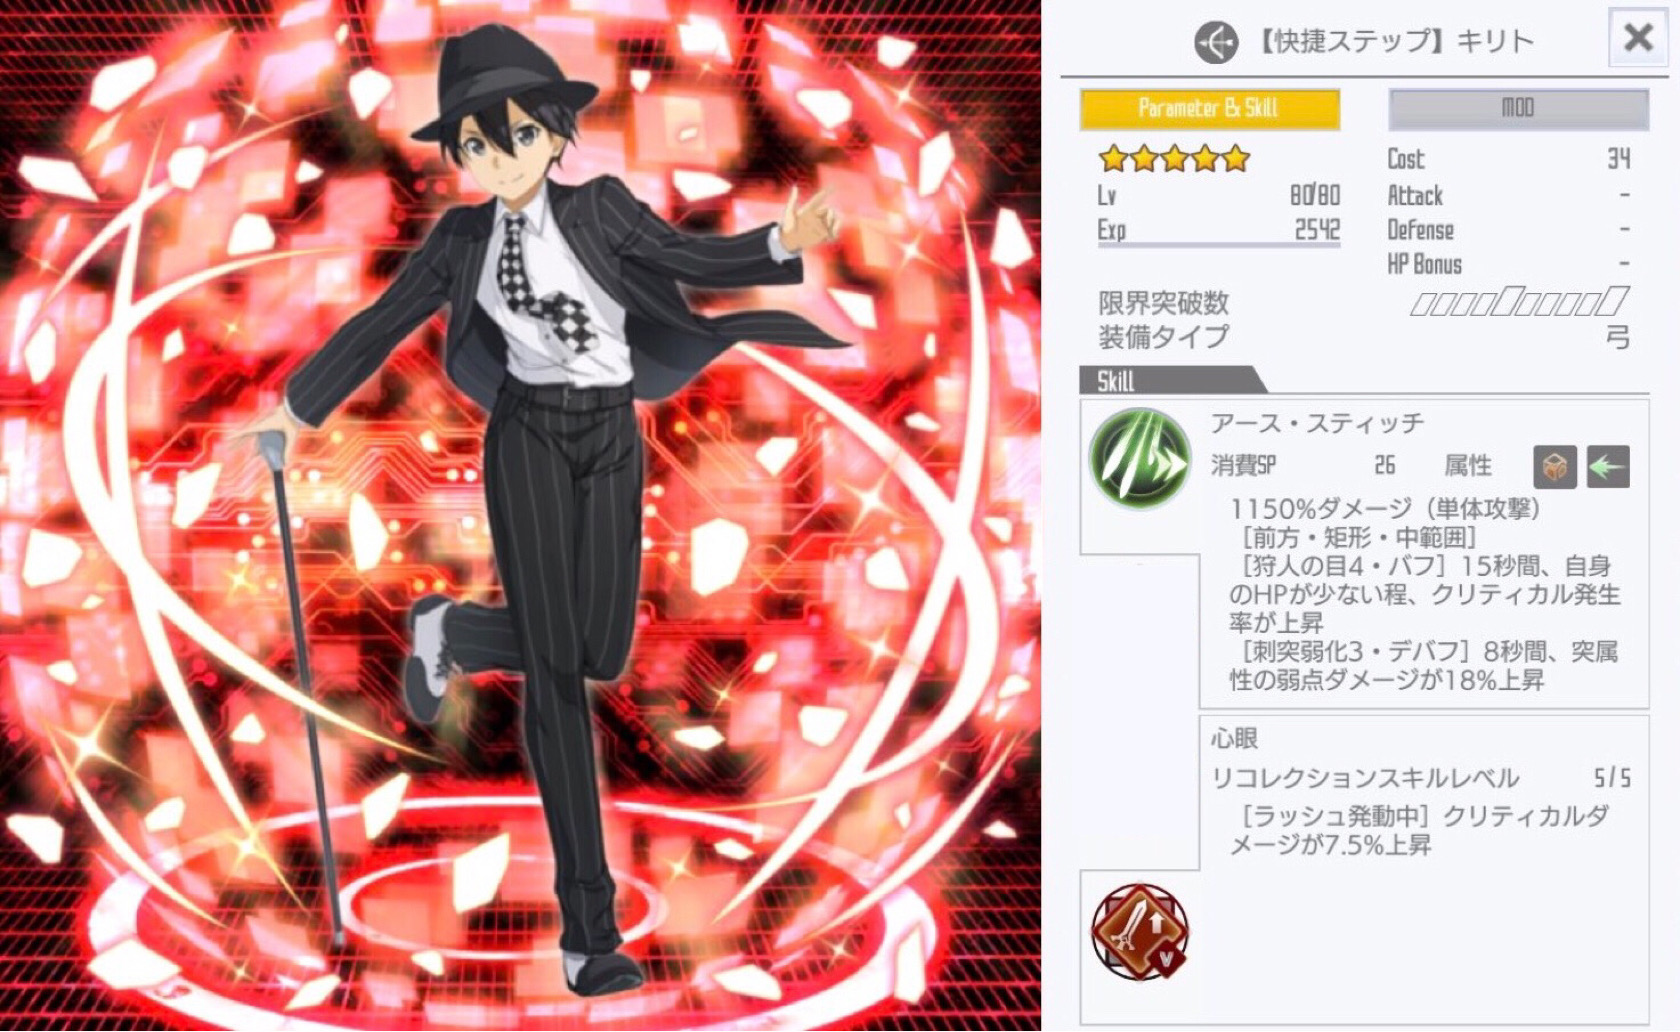 【快捷ステップ】キリト
Parameter & Skill
MOD
Lv 80/80
Exp 2542
Cost 34
Attack -
Defense -
HP Bonus -
限界突破数
装備タイプ 弓
Skill
アース・スティッチ
消費SP 26 属性
1150%ダメージ（単体攻撃）
［前方・矩形・中範囲］
［狩人の目4・バフ］15秒間、自身
のHPが少ない程、クリティカル発生
率が上昇
［刺突弱化3・デバフ］8秒間、突属
性の弱点ダメージが18%上昇
心眼
リコレクションスキルレベル 5/5
［ラッシュ発動中］クリティカルダ
メージが7.5%上昇
V